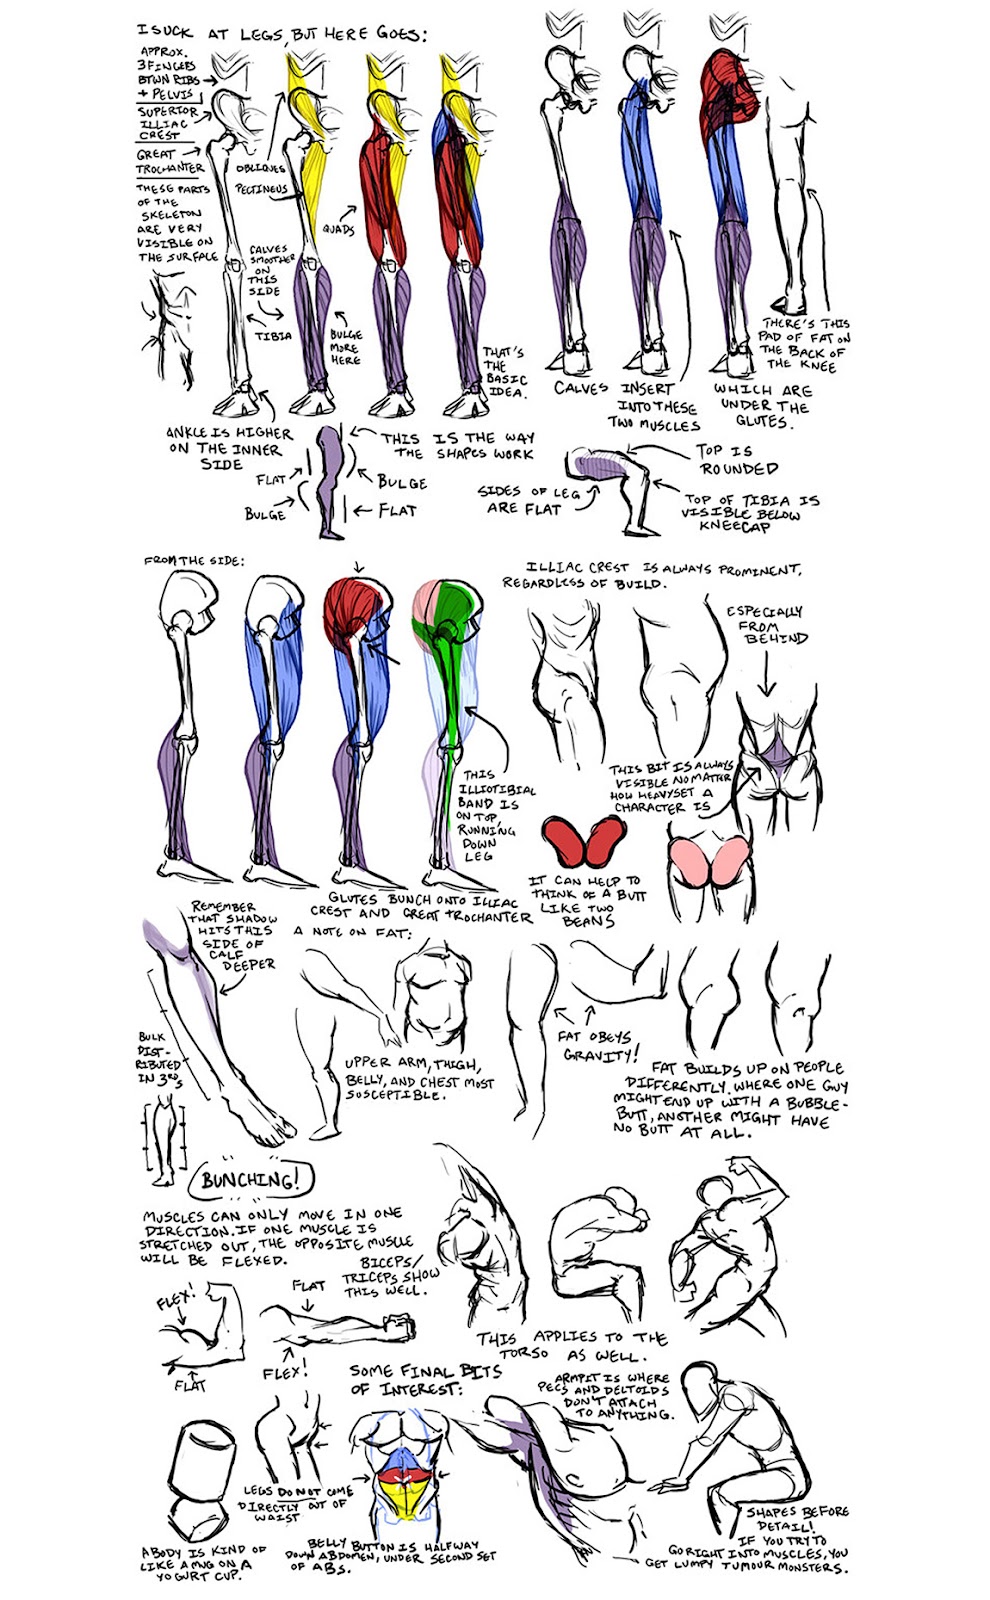 I SUCK AT LEGS, BUT HERE GOES:
APPROX.
3 FINGERS
BTWN RIBS
+ PELVIS
SUPERIOR
ILLIAC
CREST
GREAT
TROCHANTER
THESE PARTS
OF THE
SKELETON
ARE VERY
VISIBLE ON
THE SURFACE
OBLIQUES
PECTINEUS
QUADS
CALVES
SMOOTHER
ON
THIS
SIDE
TIBIA
BULGE
MORE
HERE
THAT'S
THE
BASIC
IDEA.
ANKLE IS HIGHER
ON THE INNER
SIDE
CALVES INSERT
INTO THESE
TWO MUSCLES
WHICH ARE
UNDER THE
GLUTES.
THERE'S THIS
PAD OF FAT ON
THE BACK OF
THE KNEE
THIS IS THE WAY
THE SHAPES WORK
FLAT
BULGE
BULGE
FLAT
TOP IS
ROUNDED
SIDES OF LEG
ARE FLAT
TOP OF TIBIA IS
VISIBLE BELOW
KNEECAP
FROM THE SIDE:
THIS
ILLIOTIBIAL
BAND IS
ON TOP,
RUNNING
DOWN
LEG
GLUTES BUNCH ONTO ILLIAC
CREST AND GREAT TROCHANTER
ILLIAC CREST IS ALWAYS PROMINENT,
REGARDLESS OF BUILD.
ESPECIALLY
FROM
BEHIND
THIS BIT IS ALWAYS
VISIBLE NO MATTER
HOW HEAVYSET A
CHARACTER IS
IT CAN HELP TO
THINK OF A BUTT
LIKE TWO
BEANS
REMEMBER
THAT SHADOW
HITS THIS
SIDE OF
CALF
DEEPER
BULK
DIST-
RIBUTED
IN 3RDS
A NOTE ON FAT:
UPPER ARM, THIGH,
BELLY, AND CHEST MOST
SUSCEPTIBLE.
FAT OBEYS
GRAVITY!
FAT BUILDS UP ON PEOPLE
DIFFERENTLY. WHERE ONE GUY
MIGHT END UP WITH A BUBBLE-
BUTT, ANOTHER MIGHT HAVE
NO BUTT AT ALL.
BUNCHING!
MUSCLES CAN ONLY MOVE IN ONE
DIRECTION. IF ONE MUSCLE IS
STRETCHED OUT, THE OPPOSITE MUSCLE
WILL BE FLEXED.
BICEPS/
TRICEPS SHOW
THIS WELL.
FLEX!
FLAT
FLAT
FLEX!
THIS APPLIES TO THE
TORSO AS WELL.
SOME FINAL BITS
OF INTEREST:
A BODY IS KIND OF
LIKE A MUG ON A
YOGURT CUP.
LEGS DO NOT COME
DIRECTLY OUT OF
WAIST
BELLY BUTTON IS HALFWAY
DOWN ABDOMEN, UNDER SECOND SET
OF ABS.
ARMPIT IS WHERE
PECS AND DELTOIDS
DON'T ATTACH
TO ANYTHING.
SHAPES BEFORE
DETAIL!
IF YOU TRY TO
GO RIGHT INTO MUSCLES, YOU
GET LUMPY TUMOUR MONSTERS.